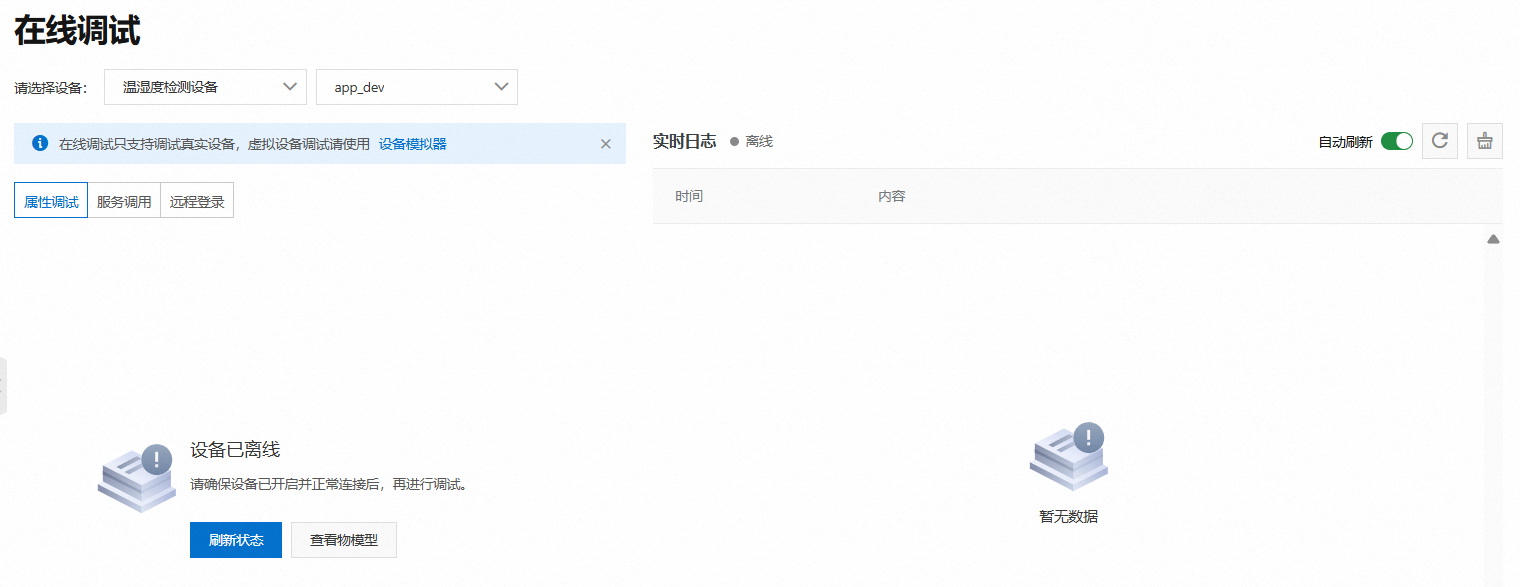 在线调试
请选择设备： 温湿度检测设备 app_dev
在线调试只支持调试真实设备，虚拟设备调试请使用 设备模拟器
属性调试 服务调用 远程登录
设备已离线
请确保设备已开启并正常连接后，再进行调试。
刷新状态 查看物模型
实时日志 离线 自动刷新
时间 内容
暂无数据